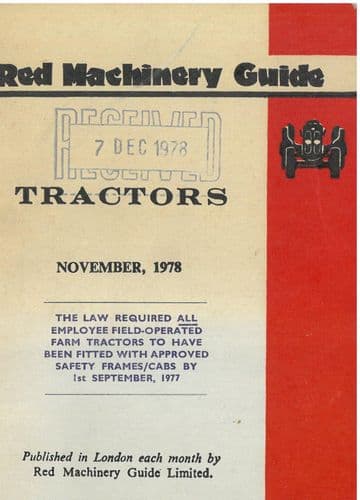 Red Machinery Guide
RECEIVED
7 DEC 1978
RECEIVED
TRACTORS
NOVEMBER, 1978
THE LAW REQUIRED ALL
EMPLOYEE FIELD-OPERATED
FARM TRACTORS TO HAVE
BEEN FITTED WITH APPROVED
SAFETY FRAMES/CABS BY
1st SEPTEMBER, 1977
Published in London each month by
Red Machinery Guide Limited.